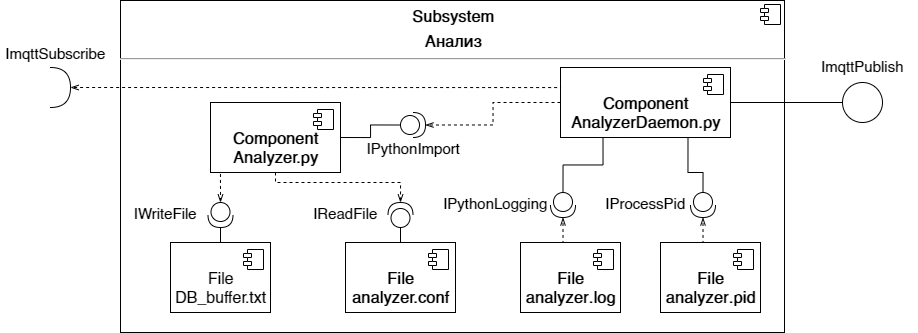 Subsystem
Анализ
ImqttSubscribe
ImqttPublish
Component
AnalyzerDaemon.py
Component
Analyzer.py
IPythonImport
IWriteFile
IReadFile
IPythonLogging
IProcessPid
File
DB_buffer.txt
File
analyzer.conf
File
analyzer.log
File
analyzer.pid